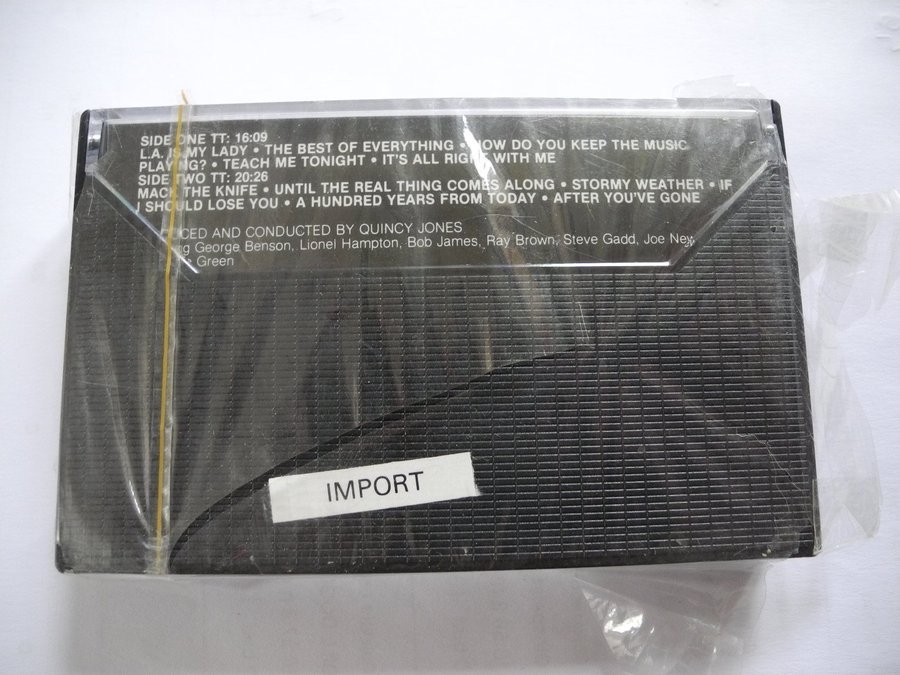 SIDE ONE TT: 16:09
L.A. IS MY LADY • THE BEST OF EVERYTHING • HOW DO YOU KEEP THE MUSIC
PLAYING? • TEACH ME TONIGHT • IT'S ALL RIGHT WITH ME
SIDE TWO TT: 20:26
MACK THE KNIFE • UNTIL THE REAL THING COMES ALONG • STORMY WEATHER • IF
I SHOULD LOSE YOU • A HUNDRED YEARS FROM TODAY • AFTER YOU'VE GONE
AND CONDUCTED BY QUINCY JONES
George Benson, Lionel Hampton, Bob James, Ray Brown, Steve Gadd, Joe
Green
IMPORT